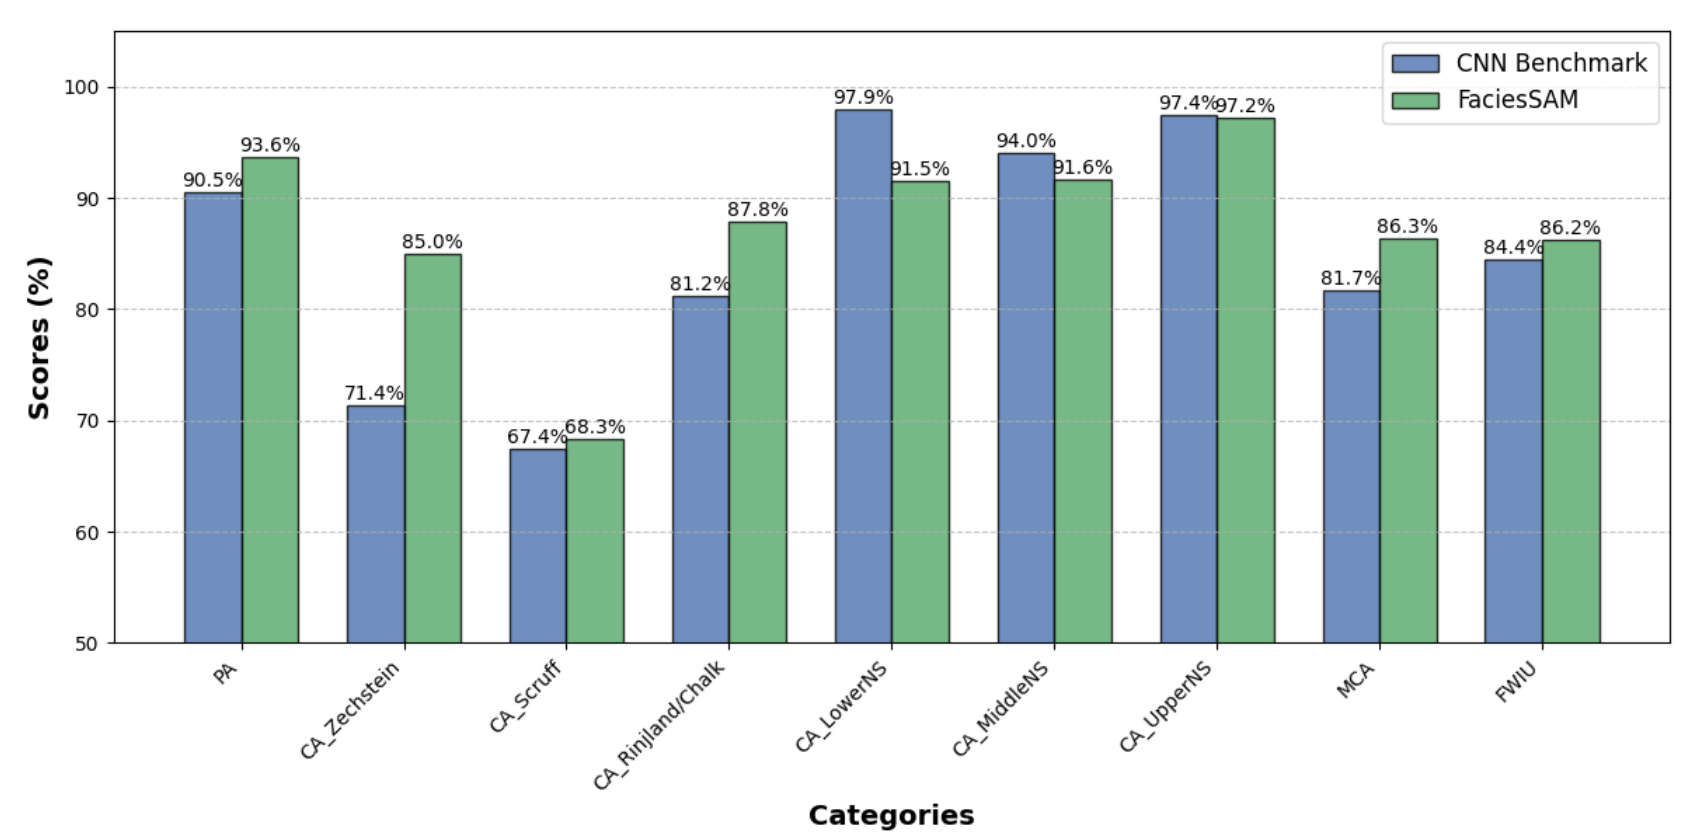 CNN Benchmark
FaciesSAM
Scores (%)
100
90
80
70
60
50
90.5%
93.6%
71.4%
85.0%
67.4%
68.3%
81.2%
87.8%
97.9%
91.5%
94.0%
91.6%
97.4%
97.2%
81.7%
86.3%
84.4%
86.2%
PA
CA_Zechstein
CA_Scruff
CA_Rinjland/Chalk
CA_LowerNS
CA_MiddleNS
CA_UpperNS
MCA
FWIU
Categories